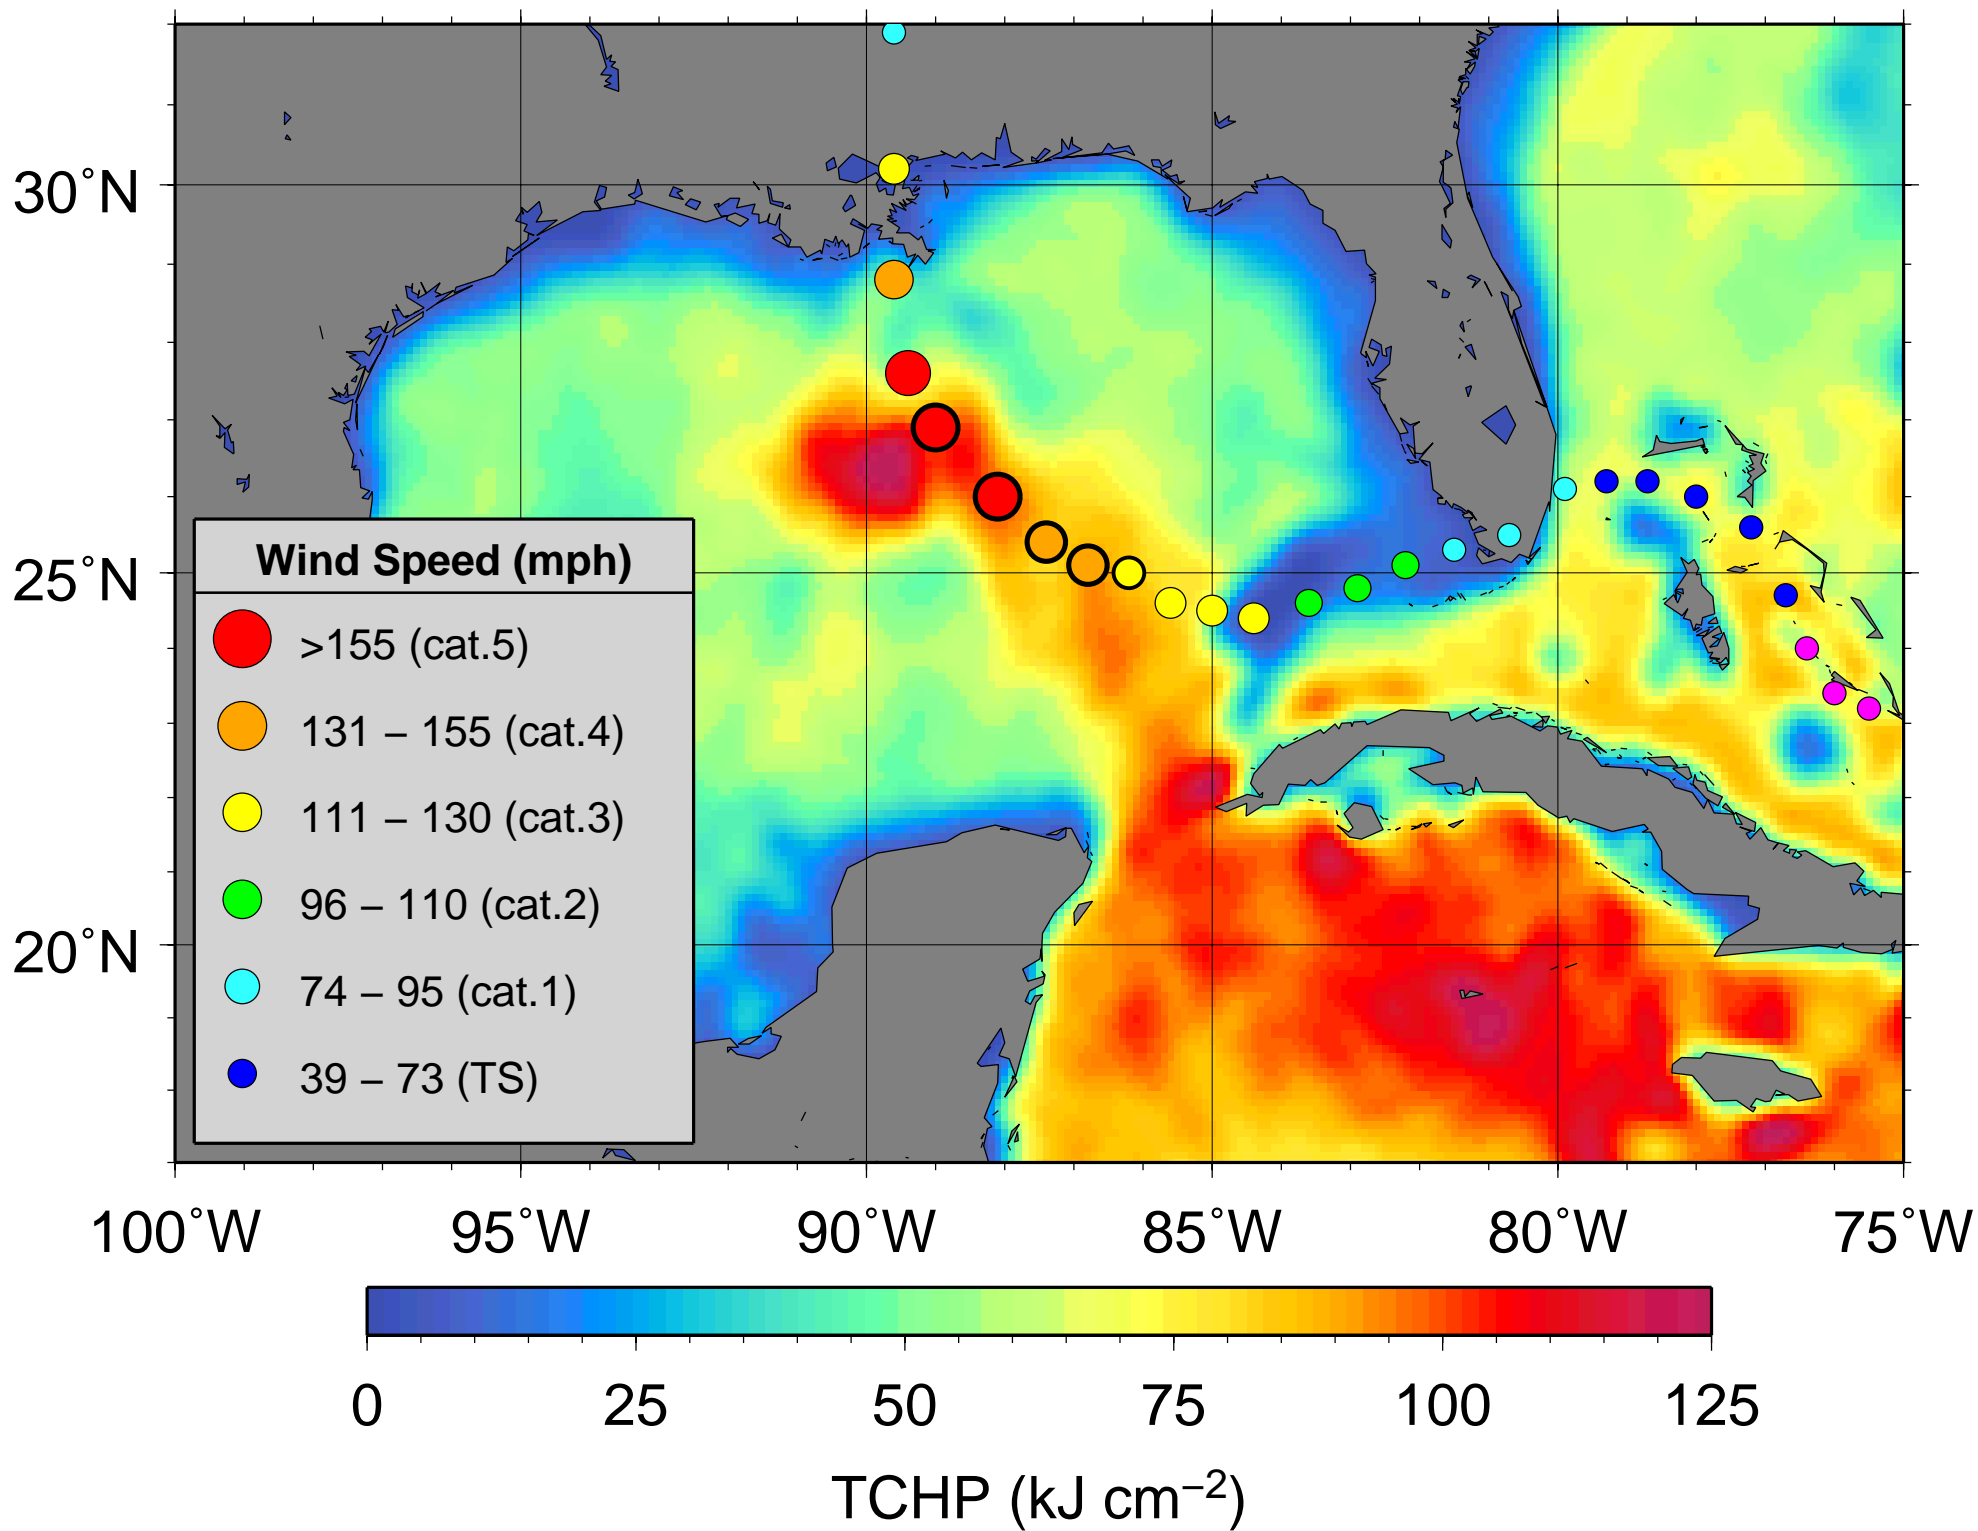 30°N
25°N
20°N
Wind Speed (mph)
>155 (cat.5)
131 – 155 (cat.4)
111 – 130 (cat.3)
96 – 110 (cat.2)
74 – 95 (cat.1)
39 – 73 (TS)
100°W 95°W 90°W 85°W 80°W 75°W
0 25 50 75 100 125
TCHP (kJ cm⁻²)